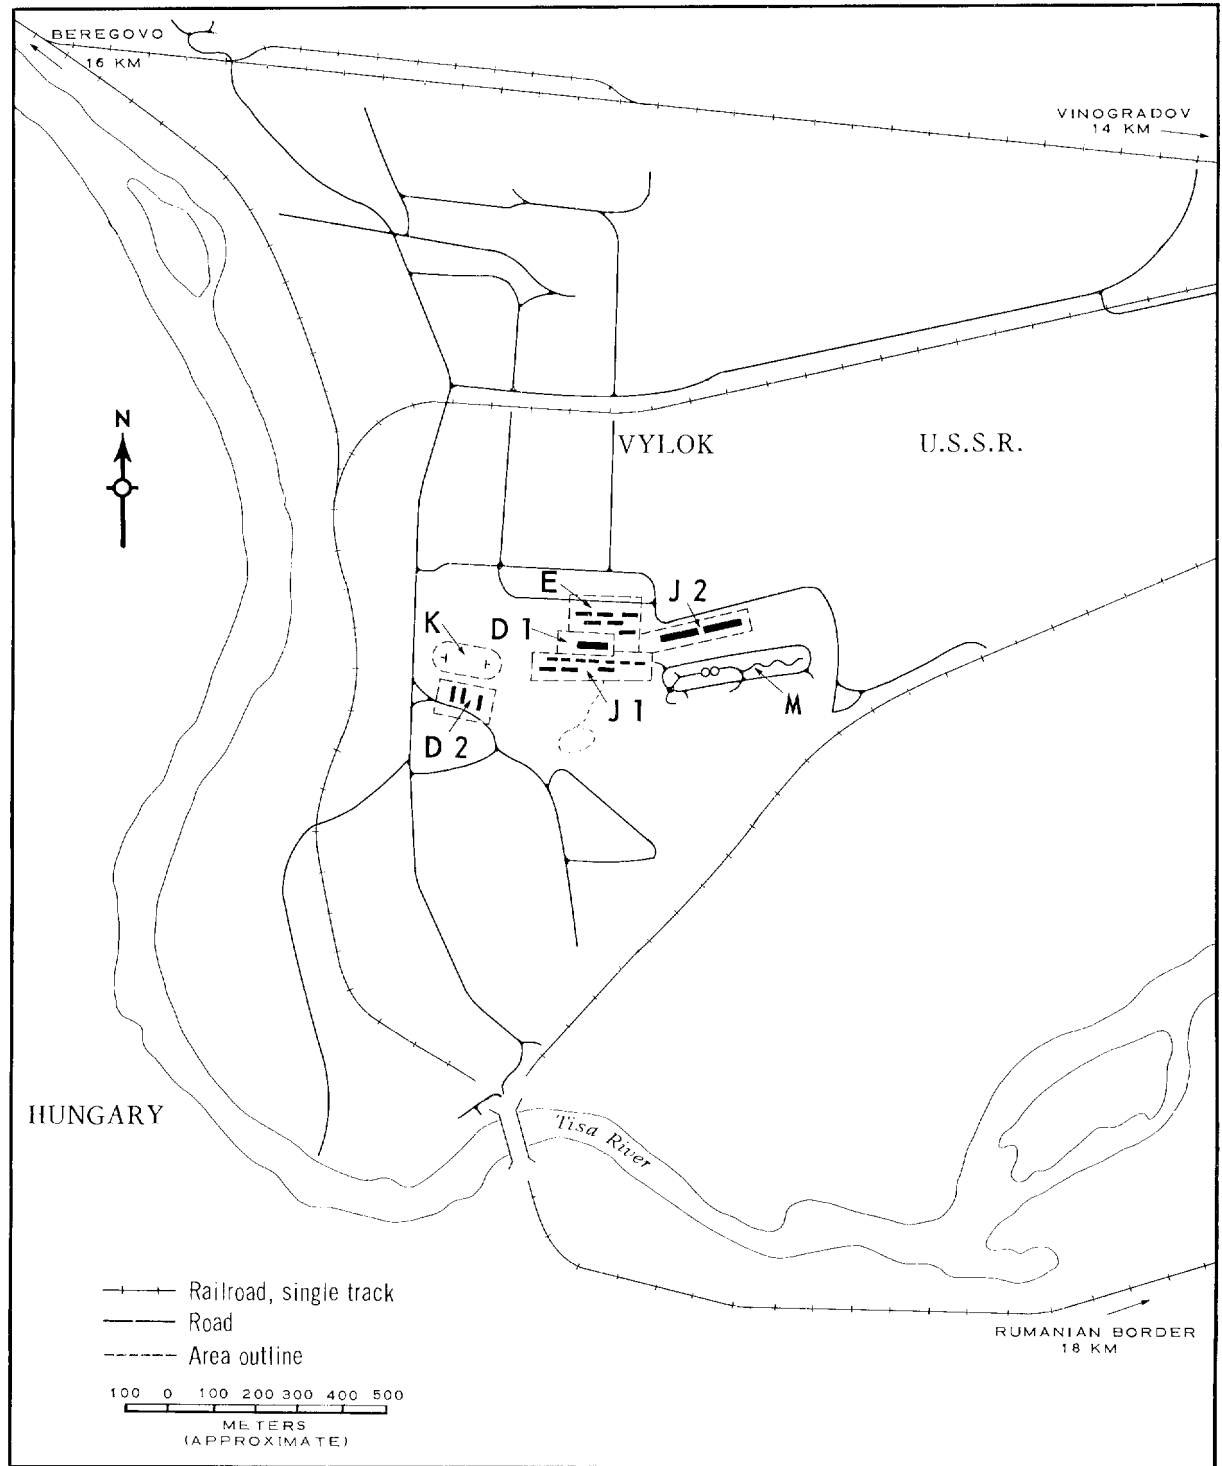 BEREGOVO
16 KM
VINOGRADOV
14 KM
N
VYLOK
U.S.S.R.
E
J 2
K
D 1
J 1
M
D 2
HUNGARY
Tisa River
Railroad, single track
Road
Area outline
RUMANIAN BORDER
18 KM
100 0 100 200 300 400 500
METERS
(APPROXIMATE)